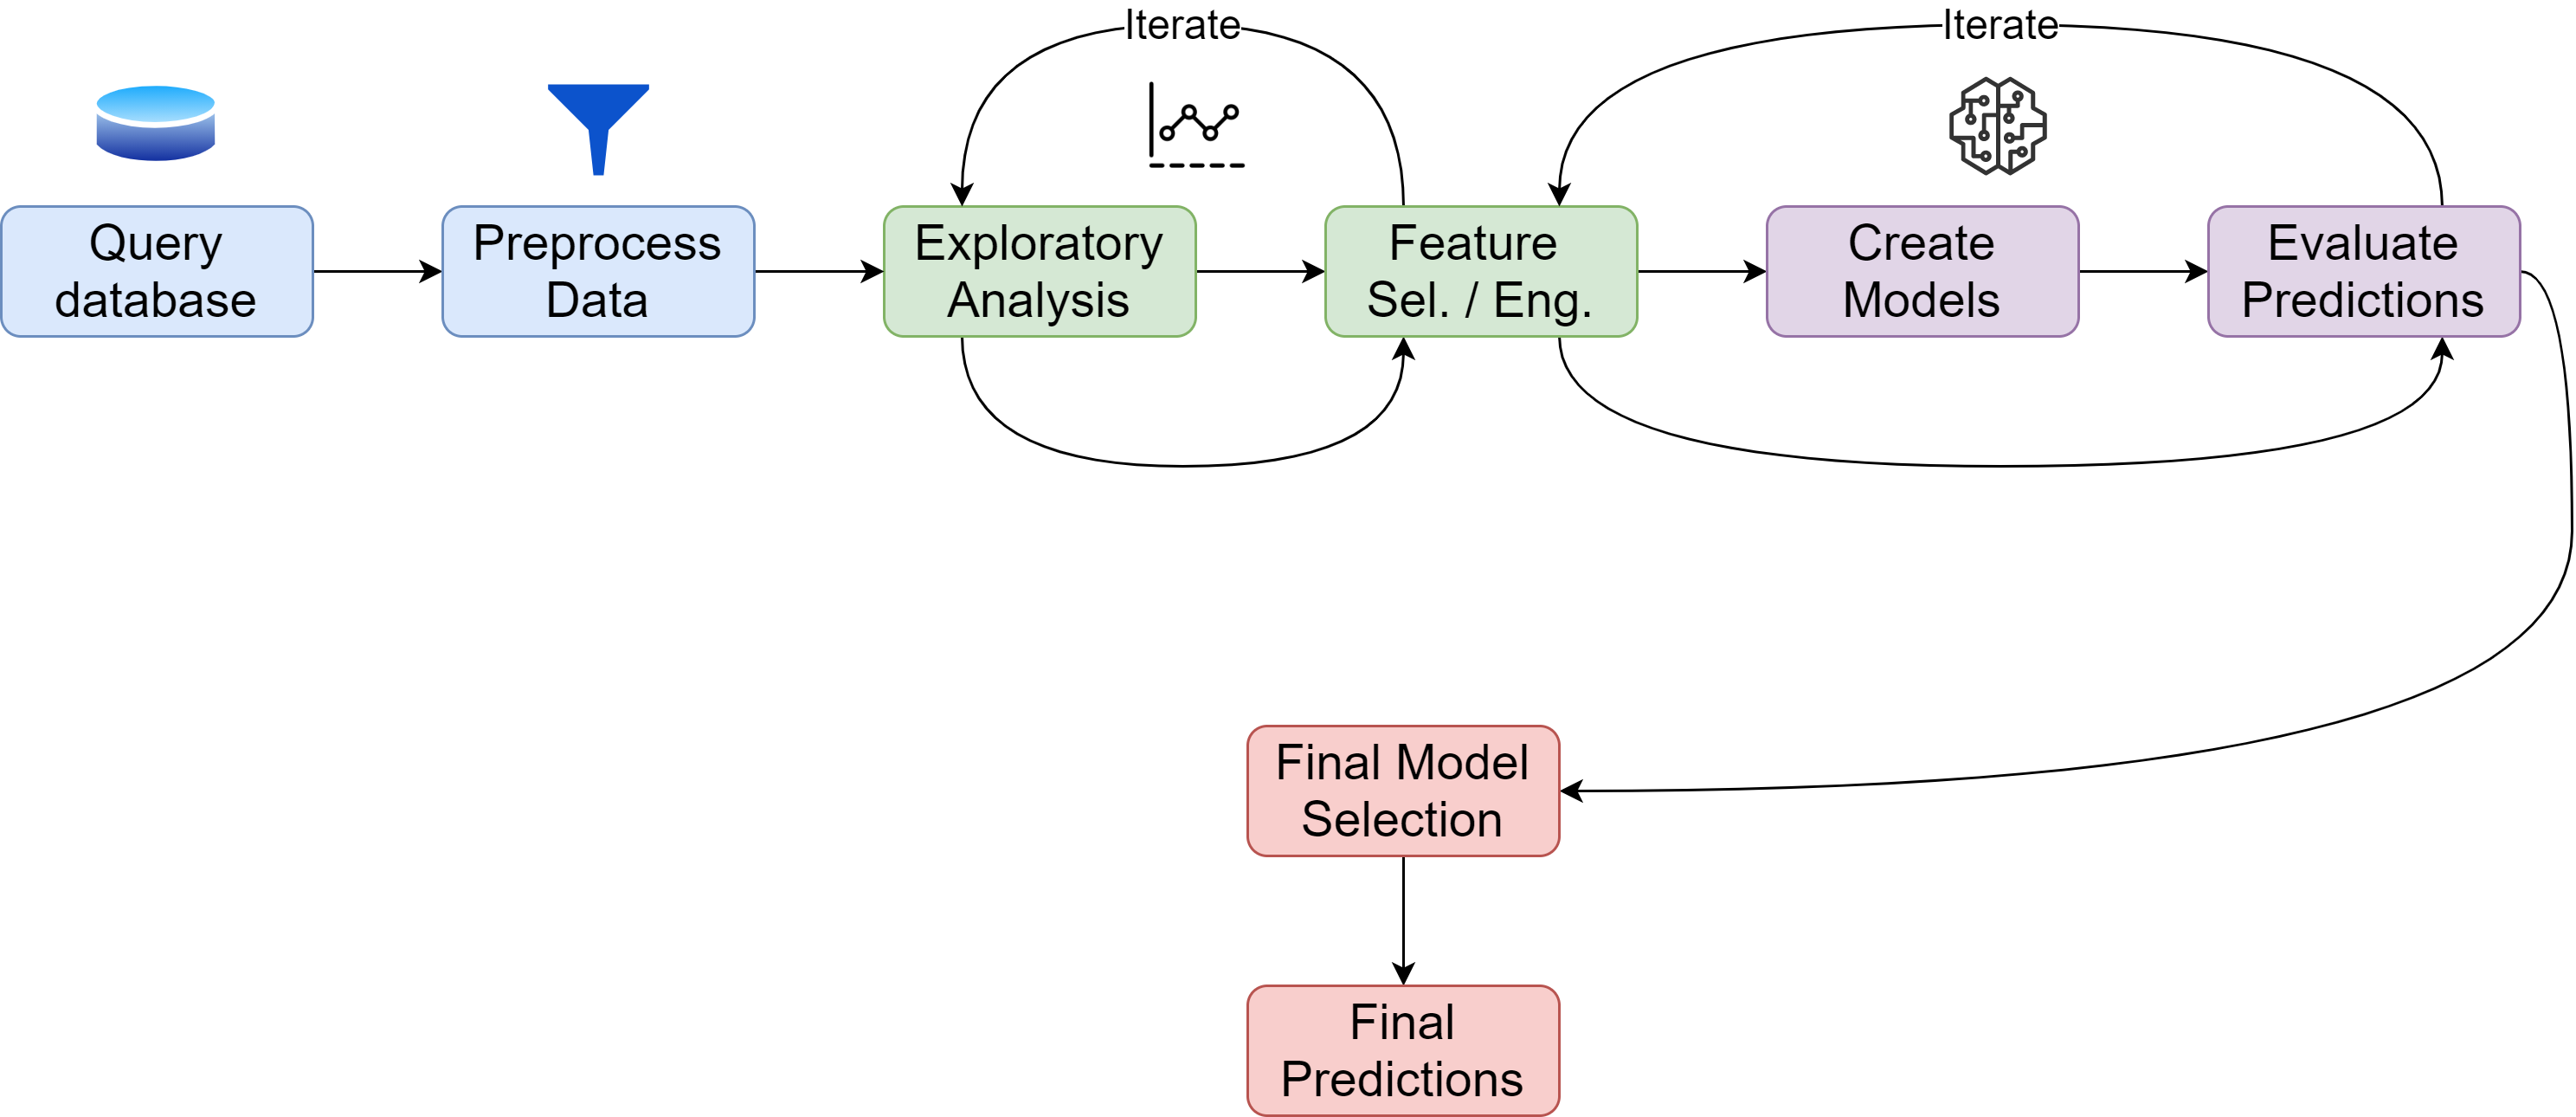 Iterate
Iterate
Query
database
Preprocess
Data
Exploratory
Analysis
Feature
Sel. / Eng.
Create
Models
Evaluate
Predictions
Final Model
Selection
Final
Predictions